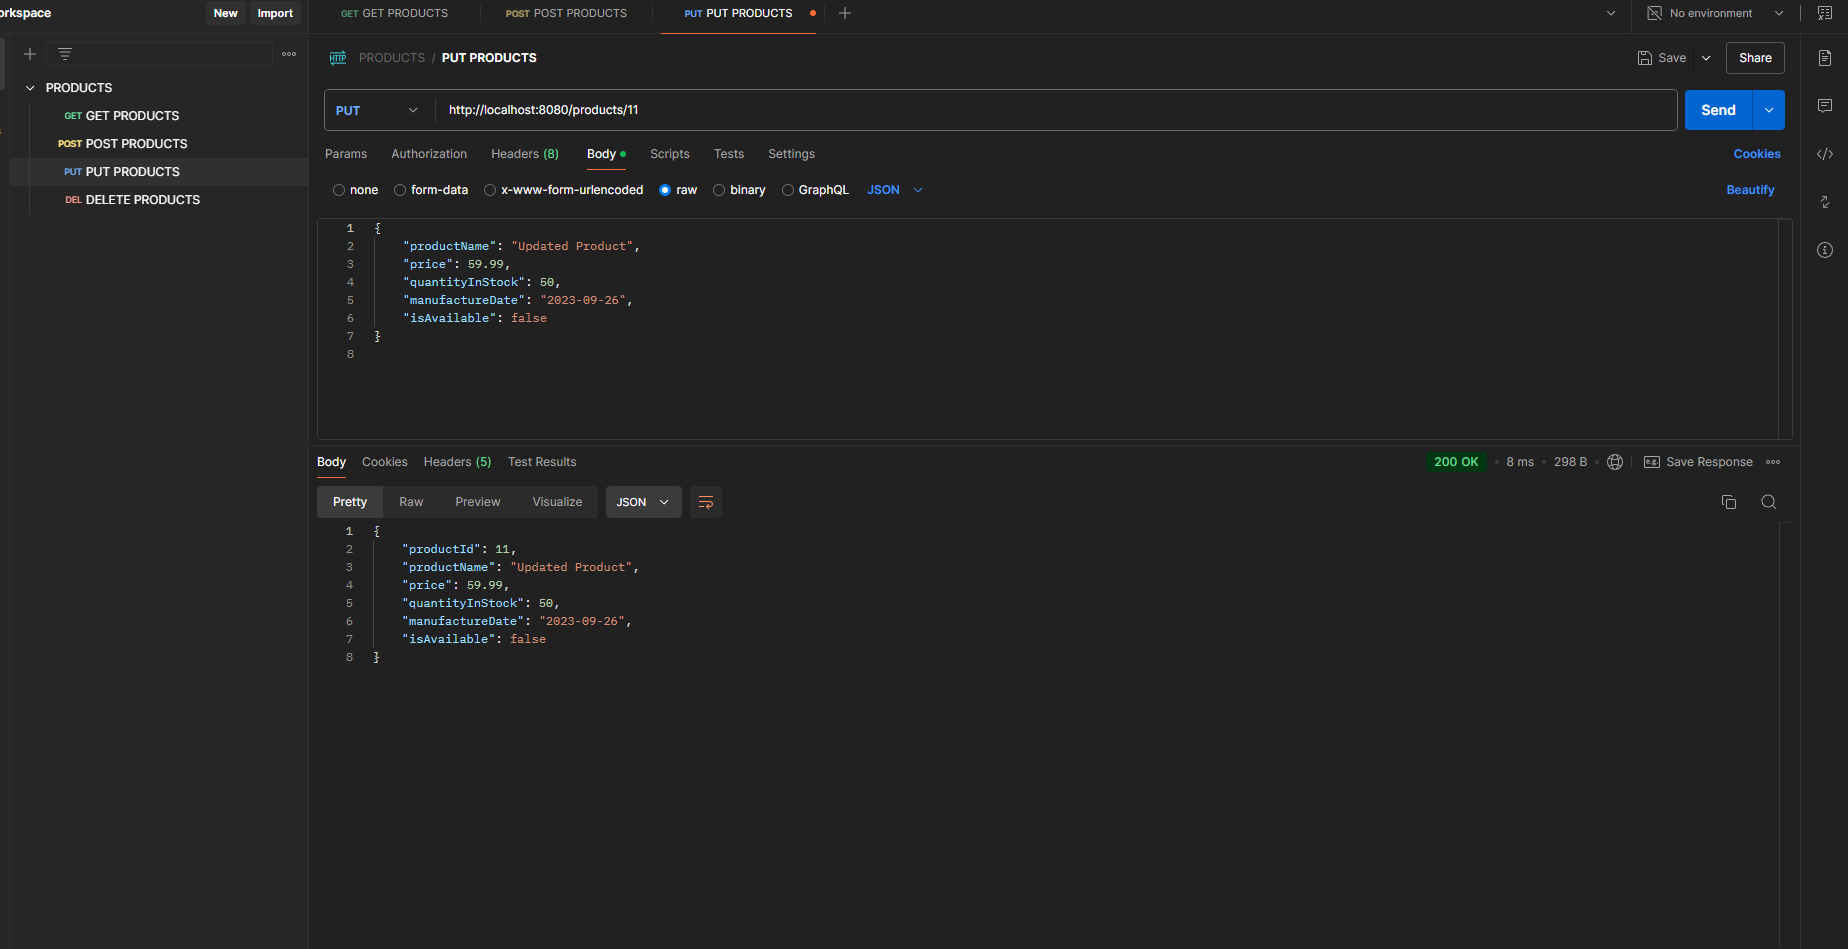 orkspace
New
Import
GET GET PRODUCTS
POST POST PRODUCTS
PUT PUT PRODUCTS
No environment
PRODUCTS
GET GET PRODUCTS
POST POST PRODUCTS
PUT PUT PRODUCTS
DEL DELETE PRODUCTS
HTTP PRODUCTS / PUT PRODUCTS
Save
Share
PUT http://localhost:8080/products/11
Send
Params Authorization Headers (8) Body Scripts Tests Settings
Cookies
none form-data x-www-form-urlencoded raw binary GraphQL JSON
Beautify
1 {
2 "productName": "Updated Product",
3 "price": 59.99,
4 "quantityInStock": 50,
5 "manufactureDate": "2023-09-26",
6 "isAvailable": false
7 }
8
Body Cookies Headers (5) Test Results
200 OK • 8 ms • 298 B •
e.g. Save Response
Pretty Raw Preview Visualize JSON
1 {
2 "productId": 11,
3 "productName": "Updated Product",
4 "price": 59.99,
5 "quantityInStock": 50,
6 "manufactureDate": "2023-09-26",
7 "isAvailable": false
8 }